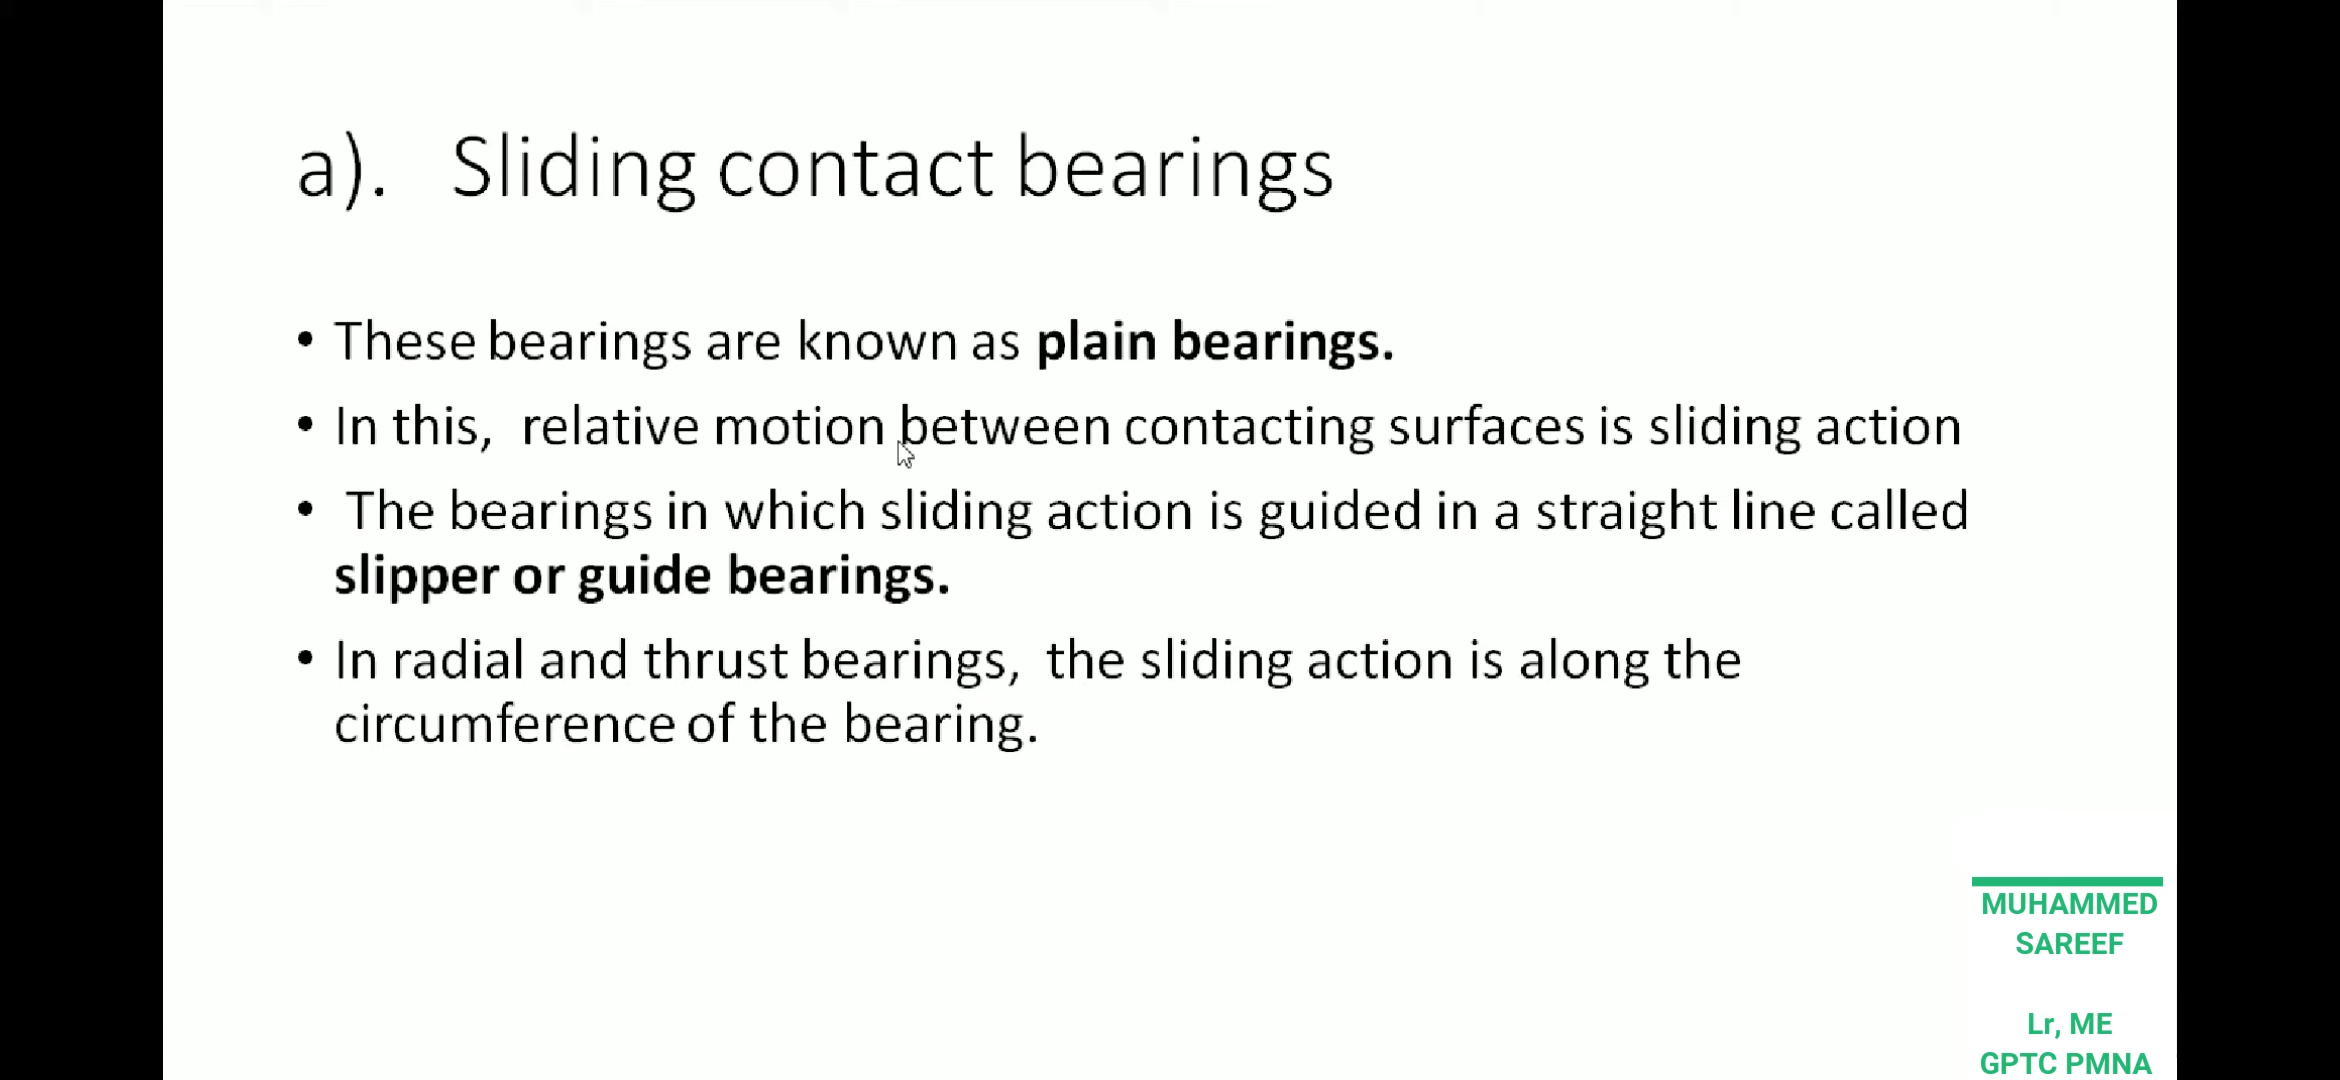 a). Sliding contact bearings
• These bearings are known as plain bearings.
• In this, relative motion between contacting surfaces is sliding action
• The bearings in which sliding action is guided in a straight line called
slipper or guide bearings.
• In radial and thrust bearings, the sliding action is along the
circumference of the bearing.
MUHAMMED
SAREEF
Lr, ME
GPTC PMNA